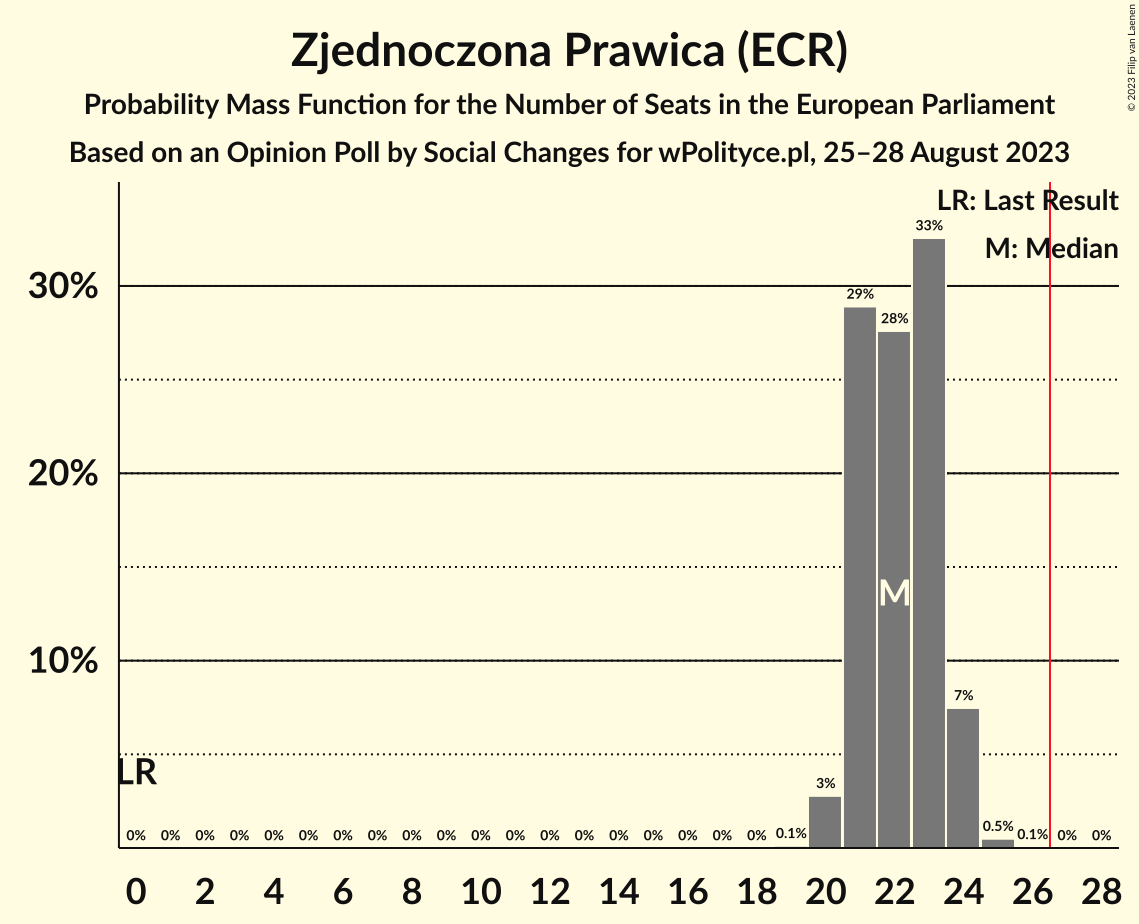 Zjednoczona Prawica (ECR)
Probability Mass Function for the Number of Seats in the European Parliament
Based on an Opinion Poll by Social Changes for wPolityce.pl, 25–28 August 2023
© 2023 Filip van Laenen
LR: Last Result
M: Median
33%
30%
29%
28%
20%
M
10%
7%
LR
3%
0% 0% 0% 0% 0% 0% 0% 0% 0% 0% 0% 0% 0% 0% 0% 0% 0% 0% 0% 0.1% 0.5% 0.1% 0% 0%
0 2 4 6 8 10 12 14 16 18 20 22 24 26 28